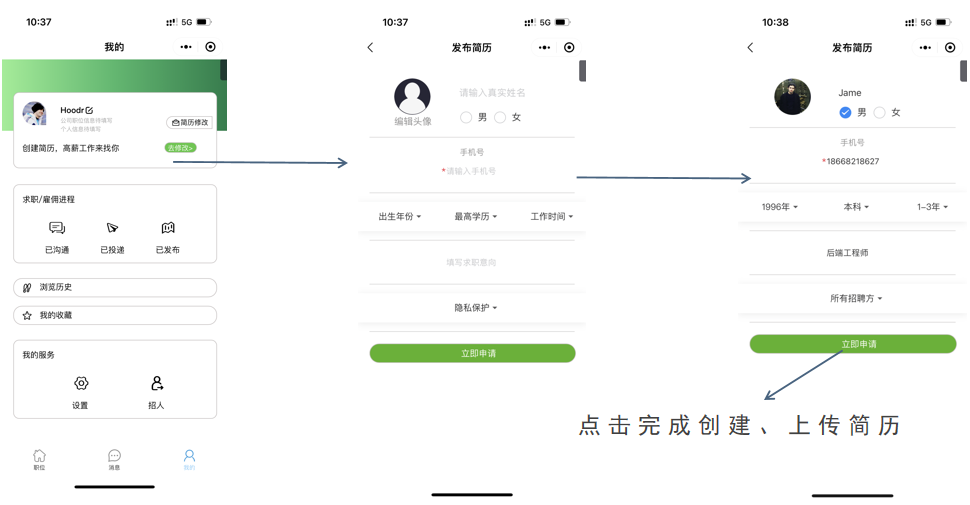 10:37
5G
我的
Hoodr
公司职位信息待填写
个人信息待填写
简历修改
创建简历，高薪工作来找你
去修改>
求职/雇佣进程
已沟通
已投递
已发布
浏览历史
我的收藏
我的服务
设置
招人
职位
消息
我的
10:37
5G
发布简历
请输入真实姓名
编辑头像
男
女
手机号
*请输入手机号
出生年份
最高学历
工作时间
填写求职意向
隐私保护
立即申请
10:38
5G
发布简历
Jame
男
女
手机号
*18668218627
1996年
本科
1-3年
后端工程师
所有招聘方
立即申请
点击完成创建、上传简历